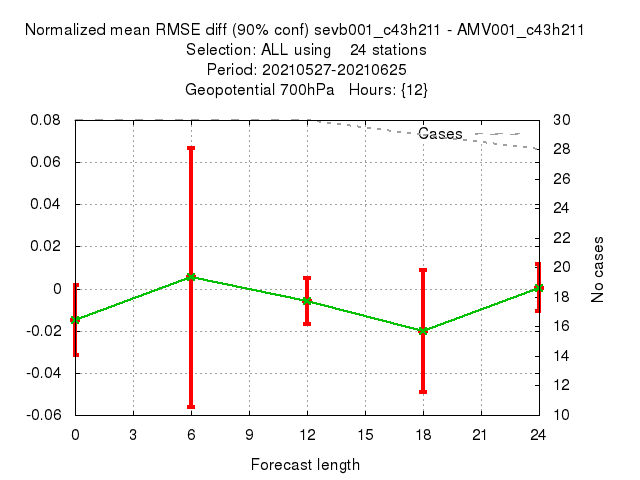 Normalized mean RMSE diff (90% conf) sevb001_c43h211 - AMV001_c43h211
Selection: ALL using 24 stations
Period: 20210527-20210625
Geopotential 700hPa Hours: {12}
0.08
0.06
0.04
0.02
0
-0.02
-0.04
-0.06
Cases
30
28
26
24
22
20
18
16
14
12
10
No cases
0 3 6 9 12 15 18 21 24
Forecast length